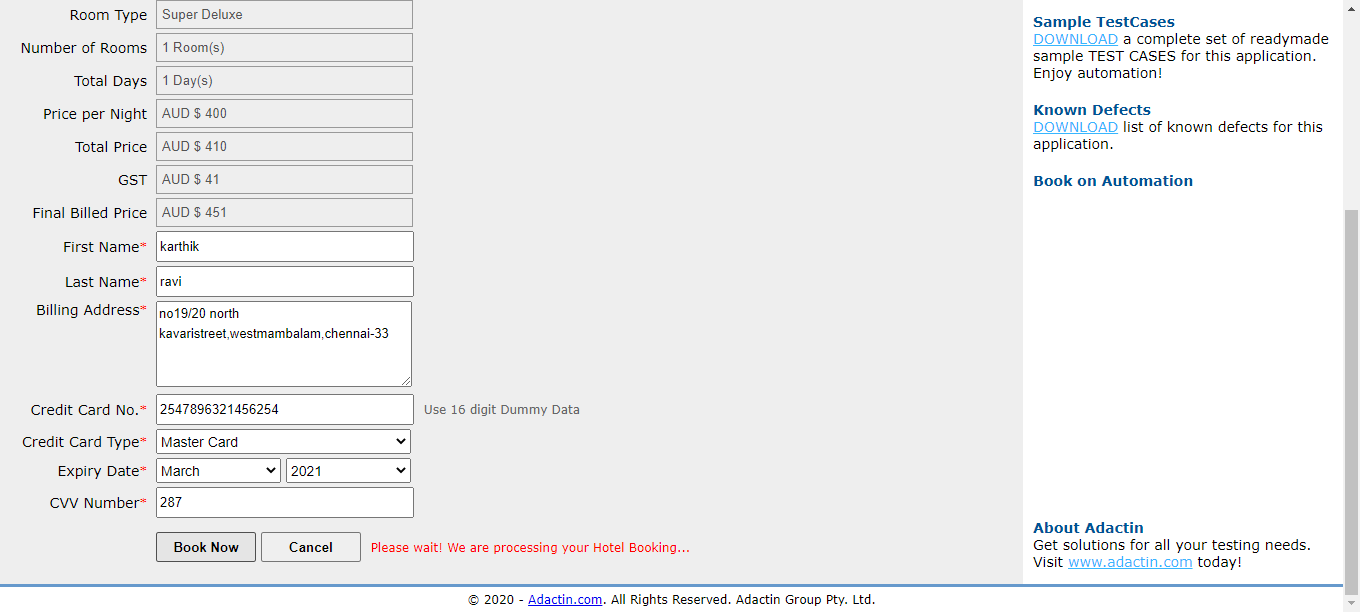 Room Type Super Deluxe
Number of Rooms 1 Room(s)
Total Days 1 Day(s)
Price per Night AUD $ 400
Total Price AUD $ 410
GST AUD $ 41
Final Billed Price AUD $ 451
First Name* karthik
Last Name* ravi
Billing Address* no19/20 north
kavaristreet,westmambalam,chennai-33
Credit Card No.* 2547896321456254 Use 16 digit Dummy Data
Credit Card Type* Master Card
Expiry Date* March 2021
CVV Number* 287
Book Now Cancel Please wait! We are processing your Hotel Booking...
Sample TestCases
DOWNLOAD a complete set of readymade
sample TEST CASES for this application.
Enjoy automation!
Known Defects
DOWNLOAD list of known defects for this
application.
Book on Automation
About Adactin
Get solutions for all your testing needs.
Visit www.adactin.com today!
© 2020 - Adactin.com. All Rights Reserved. Adactin Group Pty. Ltd.